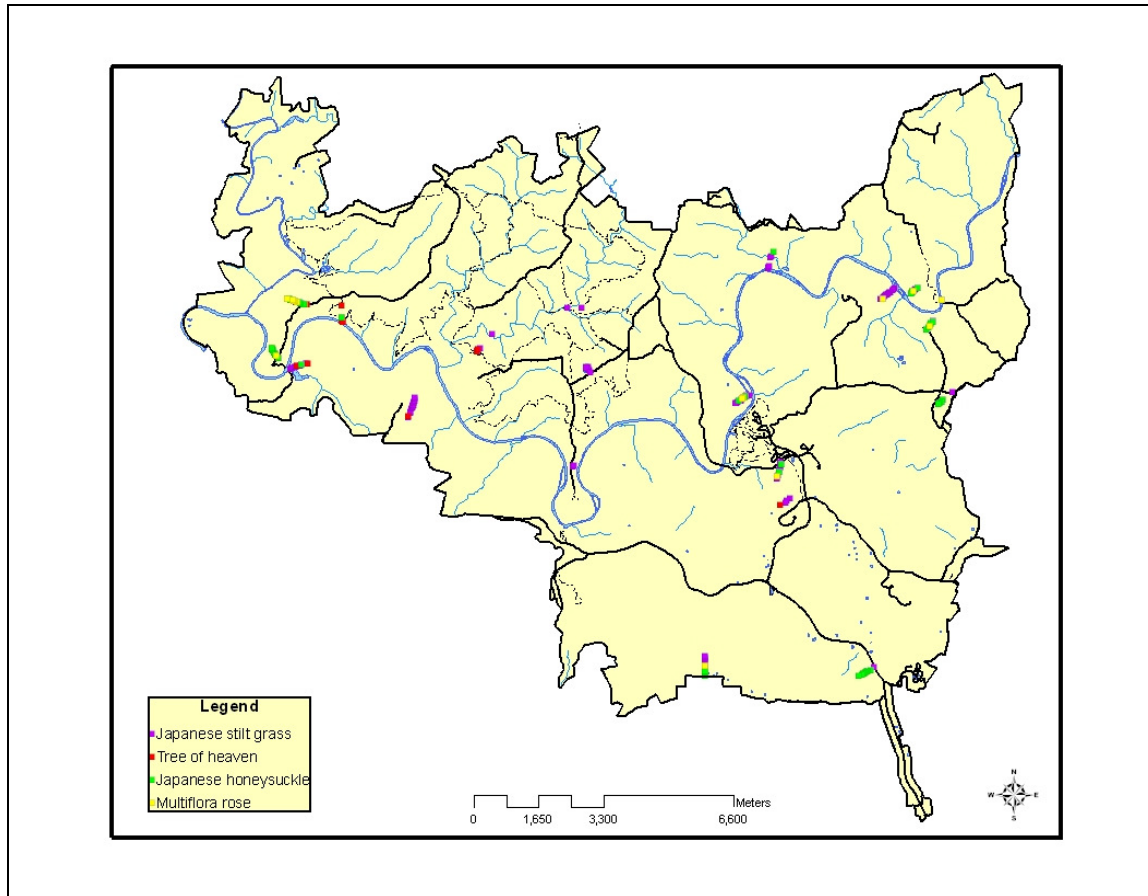 Legend
Japanese stilt grass
Tree of heaven
Japanese honeysuckle
Multiflora rose
Meters
0 1,650 3,300 6,600
N
W E
S